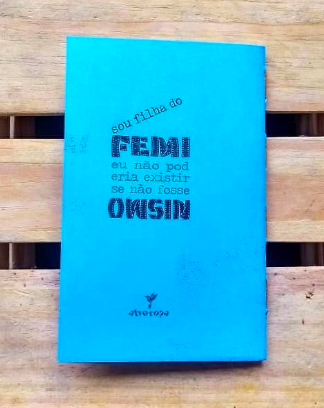 sou filha do
FEMI
eu não pod
eria existir
se não fosse
NISMO